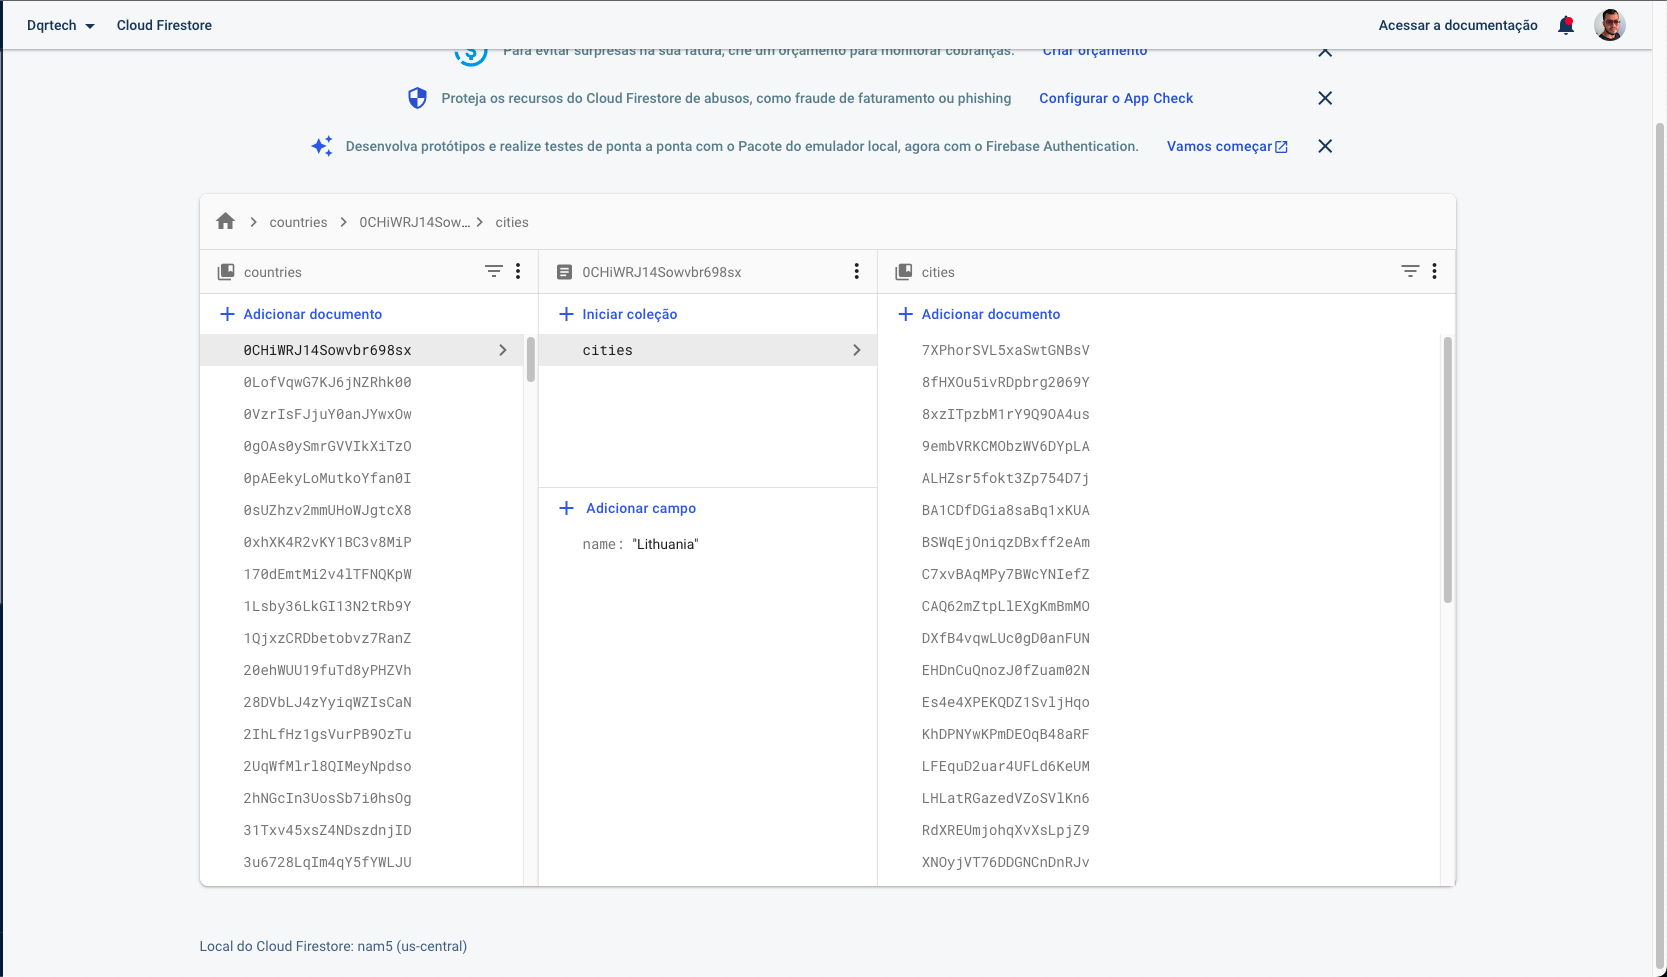 Dqrtech
Cloud Firestore
Acessar a documentação
Para evitar surpresas na sua fatura, crie um orçamento para monitorar cobranças.
Criar orçamento
Proteja os recursos do Cloud Firestore de abusos, como fraude de faturamento ou phishing
Configurar o App Check
Desenvolva protótipos e realize testes de ponta a ponta com o Pacote do emulador local, agora com o Firebase Authentication.
Vamos começar
countries
0CHiWRJ14Sow...
cities
countries
Adicionar documento
0CHiWRJ14Sowvbr698sx
0LofVqwG7KJ6jNZRhk00
0VzrIsFJjuY0anJYwxOw
0gOAs0ySmrGVVIkXiTzO
0pAEekyLoMutkoYfan0I
0sUZhzv2mmUHoWJgtcX8
0xhXK4R2vKY1BC3v8MiP
170dEmtMi2v4lTFNQKpW
1Lsby36LkGI13N2tRb9Y
1QjxzCRDbetobvz7RanZ
20ehWUU19fuTd8yPHZVh
28DVbLJ4zYyiqWZIsCaN
2IhLfHz1gsVurPB9OzTu
2UqWfMlrl8QIMeyNpdso
2hNGcIn3UosSb7i0hsOg
31Txv45xsZ4NDszdnjID
3u6728LqIm4qY5fYWLJU
0CHiWRJ14Sowvbr698sx
Iniciar coleção
cities
Adicionar campo
name: "Lithuania"
cities
Adicionar documento
7XPhorSVL5xaSwtGNBsV
8fHXOu5ivRDpbrg2069Y
8xzITpzbM1rY9Q9OA4us
9embVRKCMObzWV6DYpLA
ALHZsr5fokt3Zp754D7j
BA1CDfDGia8saBq1xKUA
BSWqEjOniqzDBxff2eAm
C7xvBAqMPy7BWcYNIefZ
CAQ62mZtpLlEXgKmBmMO
DXfB4vqwLUc0gD0anFUN
EHDnCuQnozJ0fZuam02N
Es4e4XPEKQDZ1SvljHqo
KhDPNYwKPmDEOqB48aRF
LFEquD2uar4UFLd6KeUM
LHLatRGazedVZoSVlKn6
RdXREUmjohqXvXsLpjZ9
XNOyjVT76DDGNCnDnRJv
Local do Cloud Firestore: nam5 (us-central)